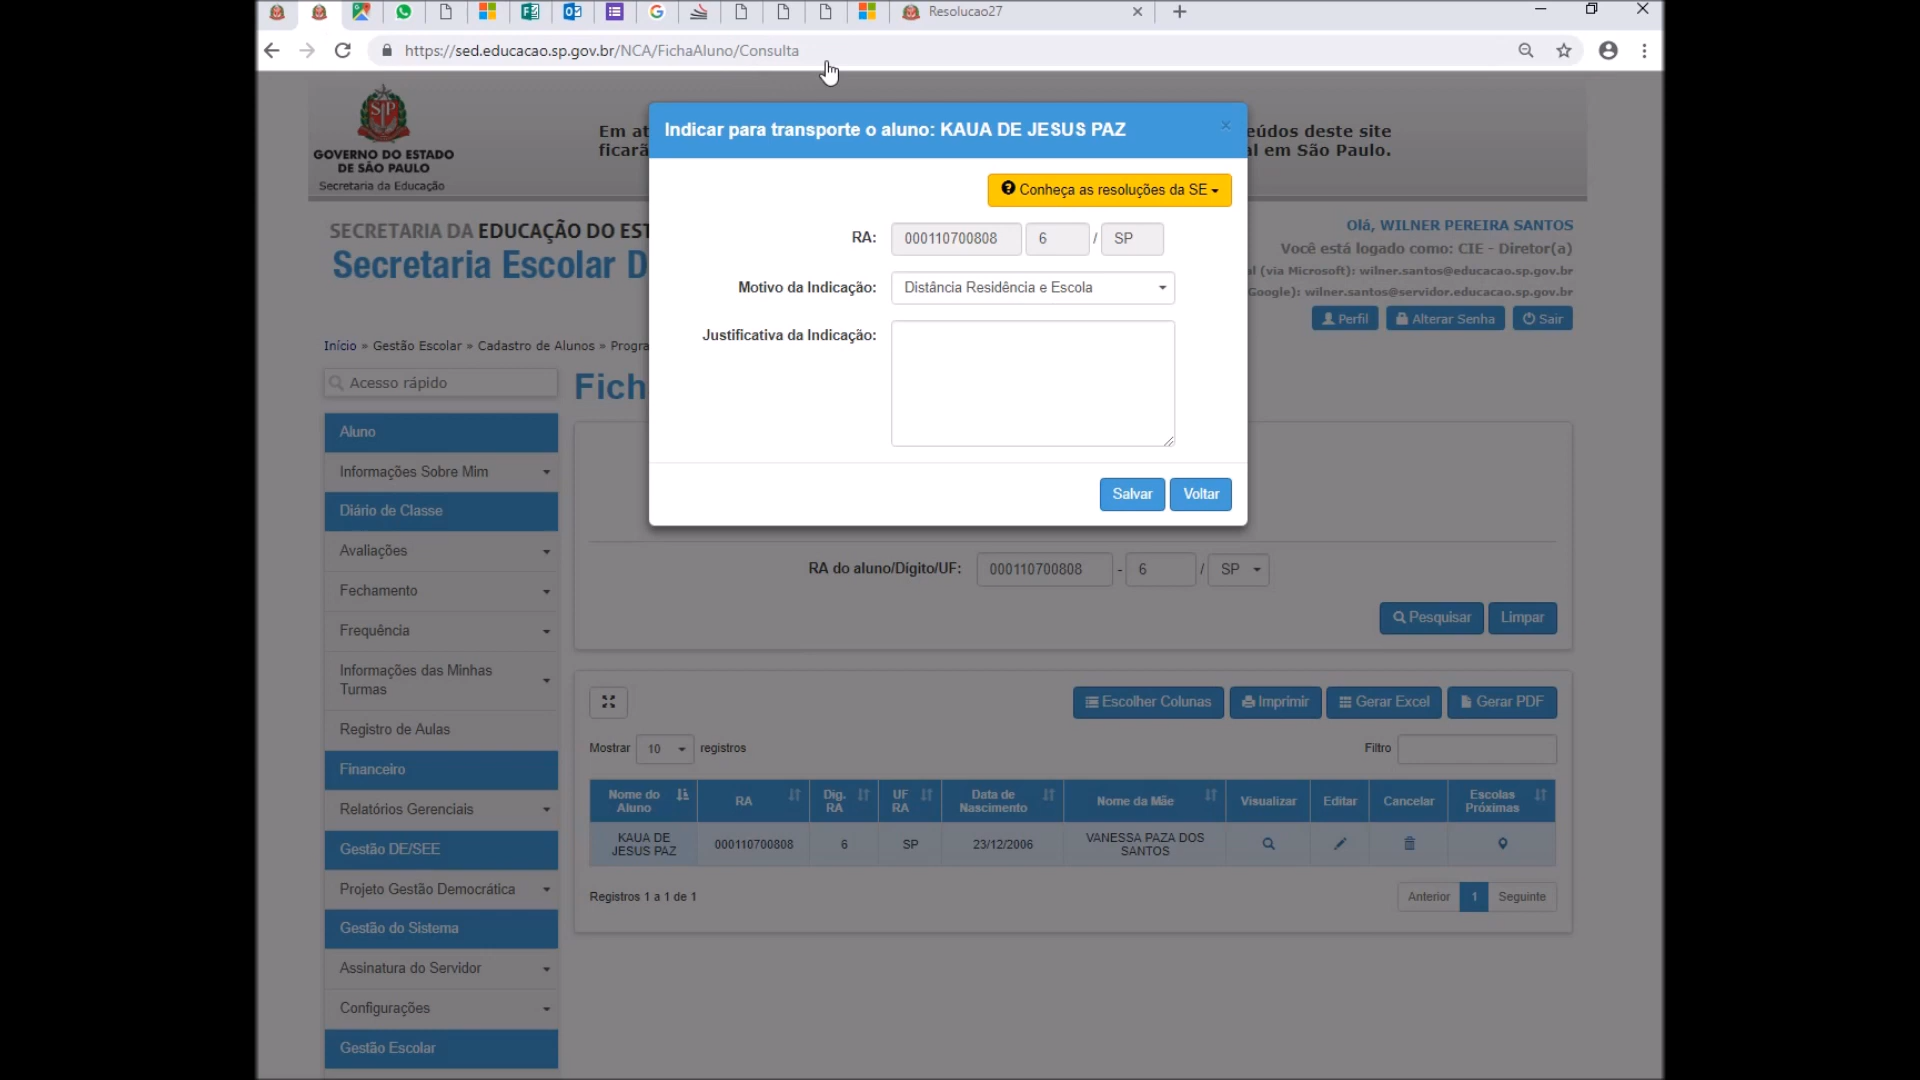 Resolucao27
https://sed.educacao.sp.gov.br/NCA/FichaAluno/Consulta
GOVERNO DO ESTADO
DE SÃO PAULO
Secretaria da Educação
Em at
ficará
eúdos deste site
al em São Paulo.
Indicar para transporte o aluno: KAUA DE JESUS PAZ
Conheça as resoluções da SE
RA: 000110700808 6 / SP
Motivo da Indicação: Distância Residência e Escola
Justificativa da Indicação:
Salvar Voltar
SECRETARIA DA EDUCAÇÃO DO EST
Secretaria Escolar D
Olá, WILNER PEREIRA SANTOS
Você está logado como: CIE - Diretor(a)
l (via Microsoft): wilner.santos@educacao.sp.gov.br
Google): wilner.santos@servidor.educacao.sp.gov.br
Perfil Alterar Senha Sair
Início » Gestão Escolar » Cadastro de Alunos » Progra
Acesso rápido
Fich
Aluno
Informações Sobre Mim
Diário de Classe
Avaliações
Fechamento
Frequência
Informações das Minhas
Turmas
Registro de Aulas
Financeiro
Relatórios Gerenciais
Gestão DE/SEE
Projeto Gestão Democrática
Gestão do Sistema
Assinatura do Servidor
Configurações
Gestão Escolar
RA do aluno/Digito/UF: 000110700808 - 6 / SP
Pesquisar Limpar
Escolher Colunas Imprimir Gerar Excel Gerar PDF
Mostrar 10 registros
Filtro
Nome do Aluno RA Dig. RA UF RA Data de Nascimento Nome da Mãe Visualizar Editar Cancelar Escolas Próximas
KAUA DE JESUS PAZ 000110700808 6 SP 23/12/2006 VANESSA PAZA DOS SANTOS
Registros 1 a 1 de 1
Anterior 1 Seguinte